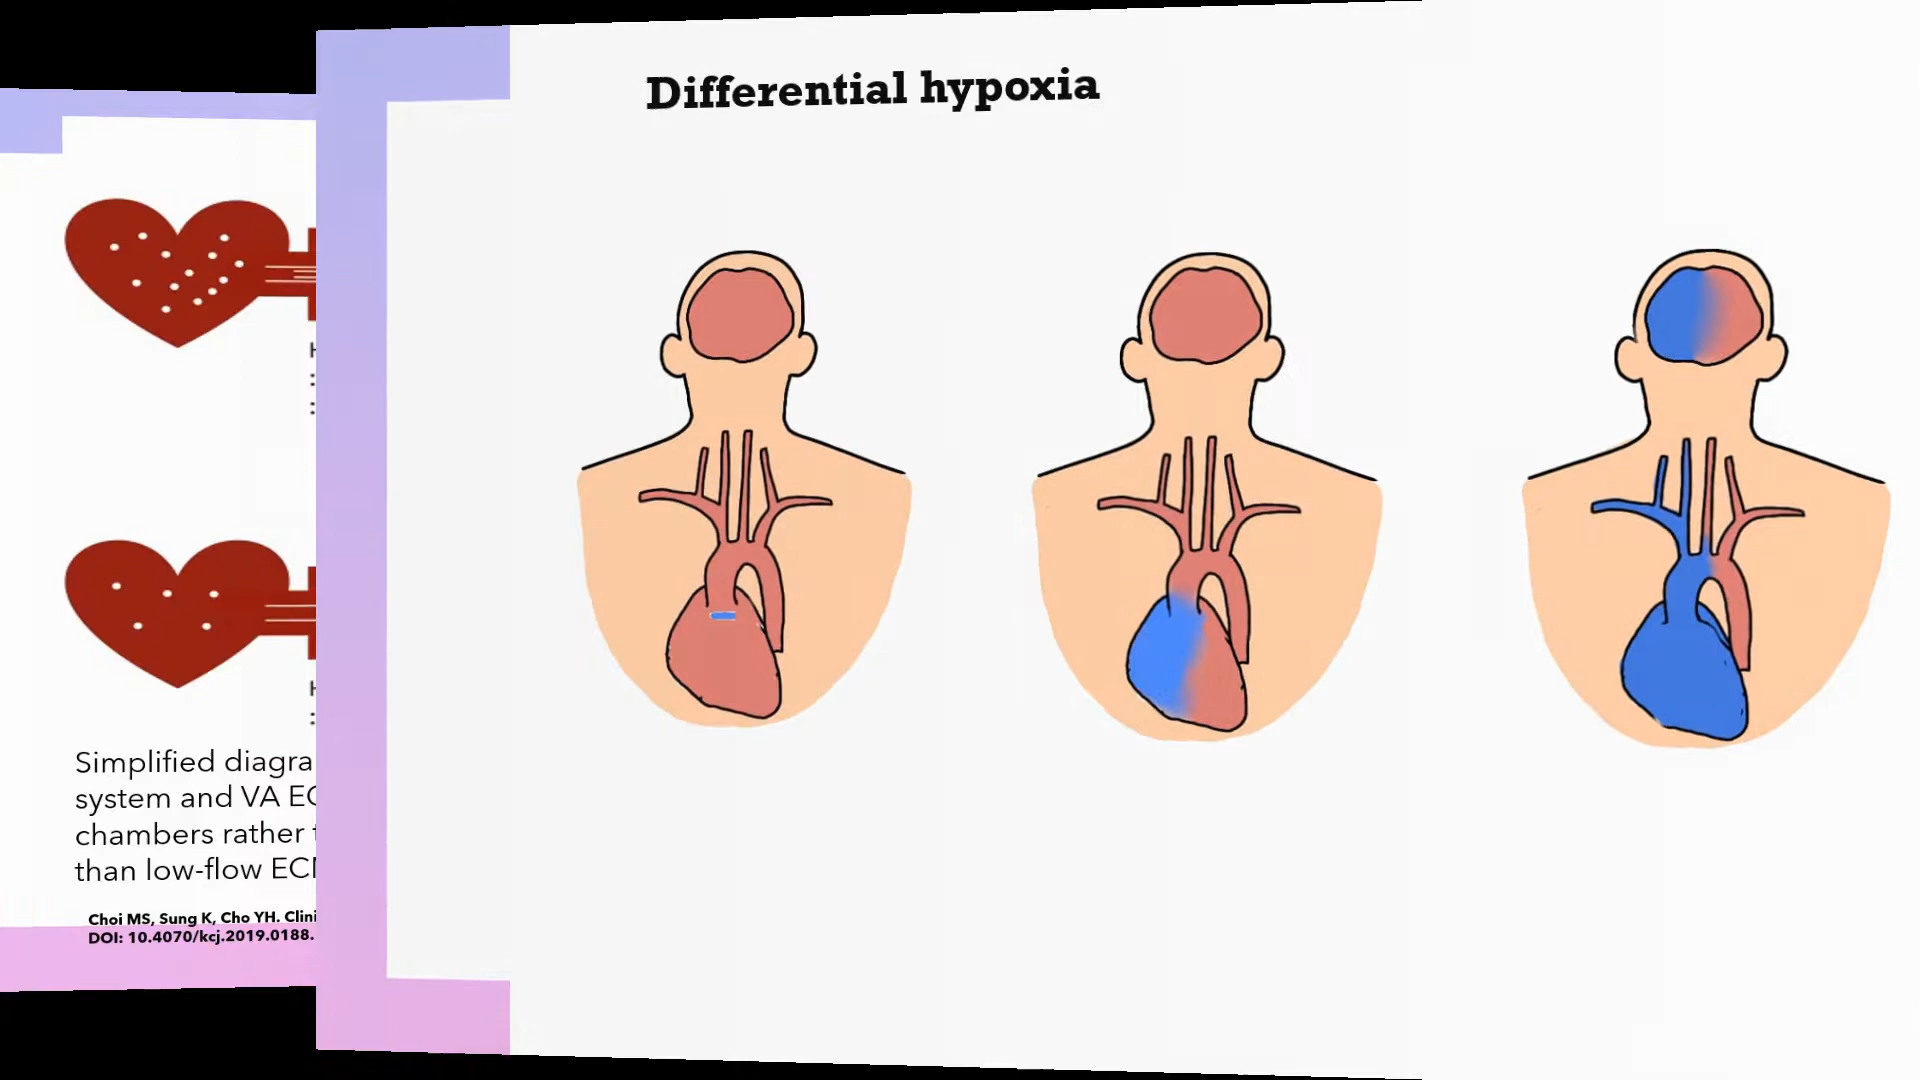 Differential hypoxia
Simplified diagra
system and VA EC
chambers rather
than low-flow ECM
Choi MS, Sung K, Cho YH. Clini
DOI: 10.4070/kcj.2019.0188.